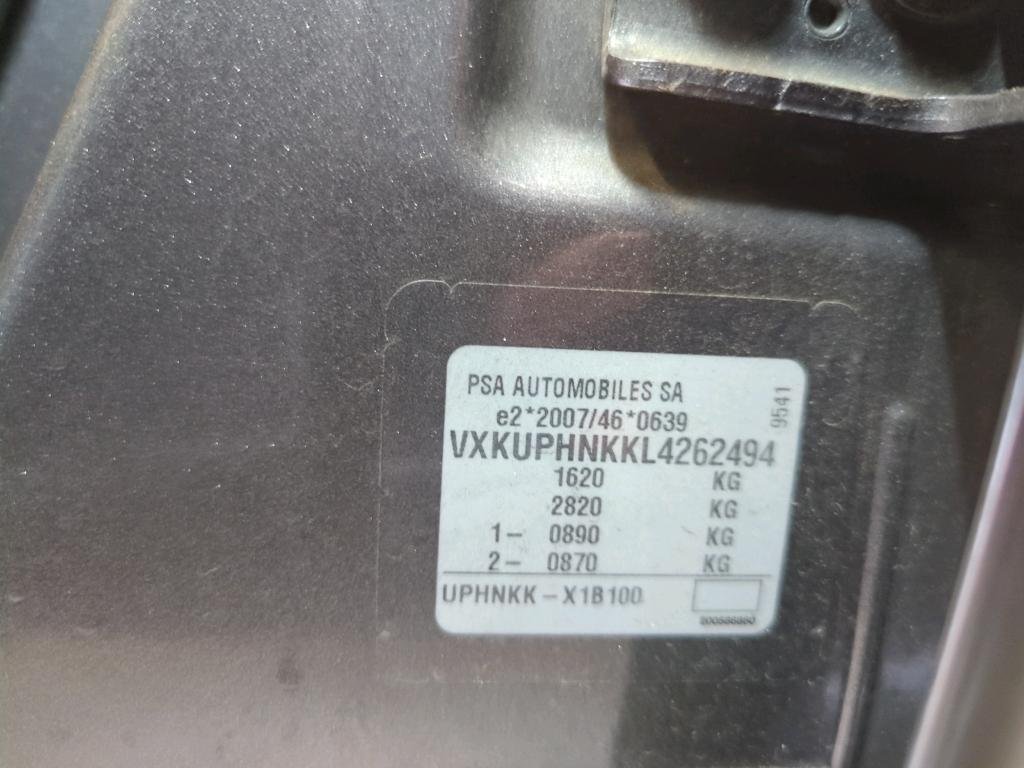 PSA AUTOMOBILES SA
9541
e2*2007/46*0639
VXKUPHNKKL4262494
1620 KG
2820 KG
1- 0890 KG
2- 0870 KG
UPHNKK - X1B100